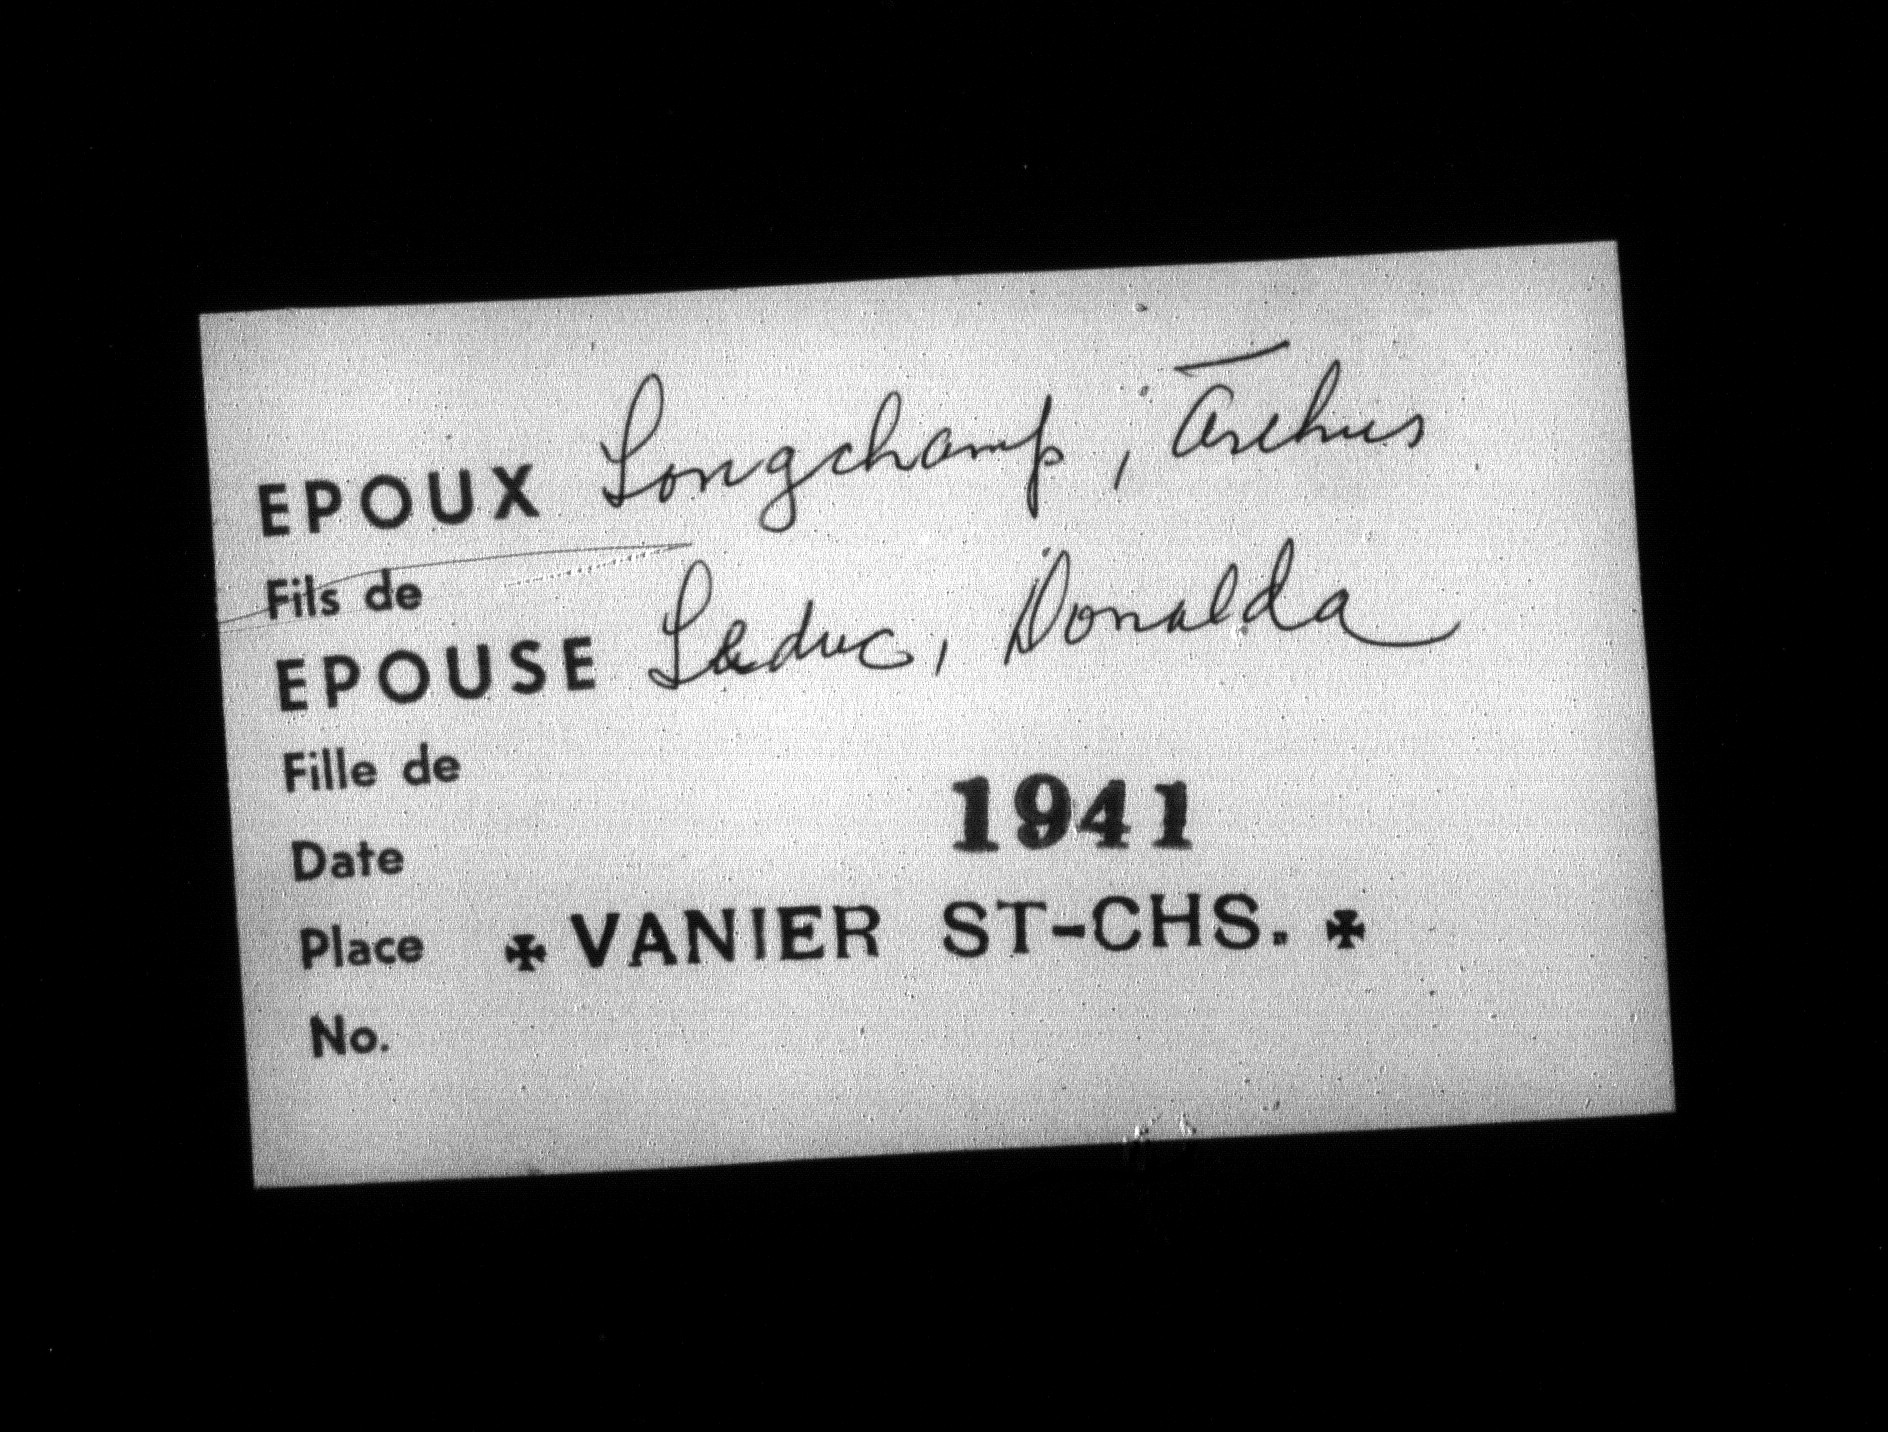 EPOUX Longchamp, Arthur
Fils de
EPOUSE Leduc, Donalda
Fille de
Date 1941
Place ✠ VANIER ST-CHS. ✠
No.